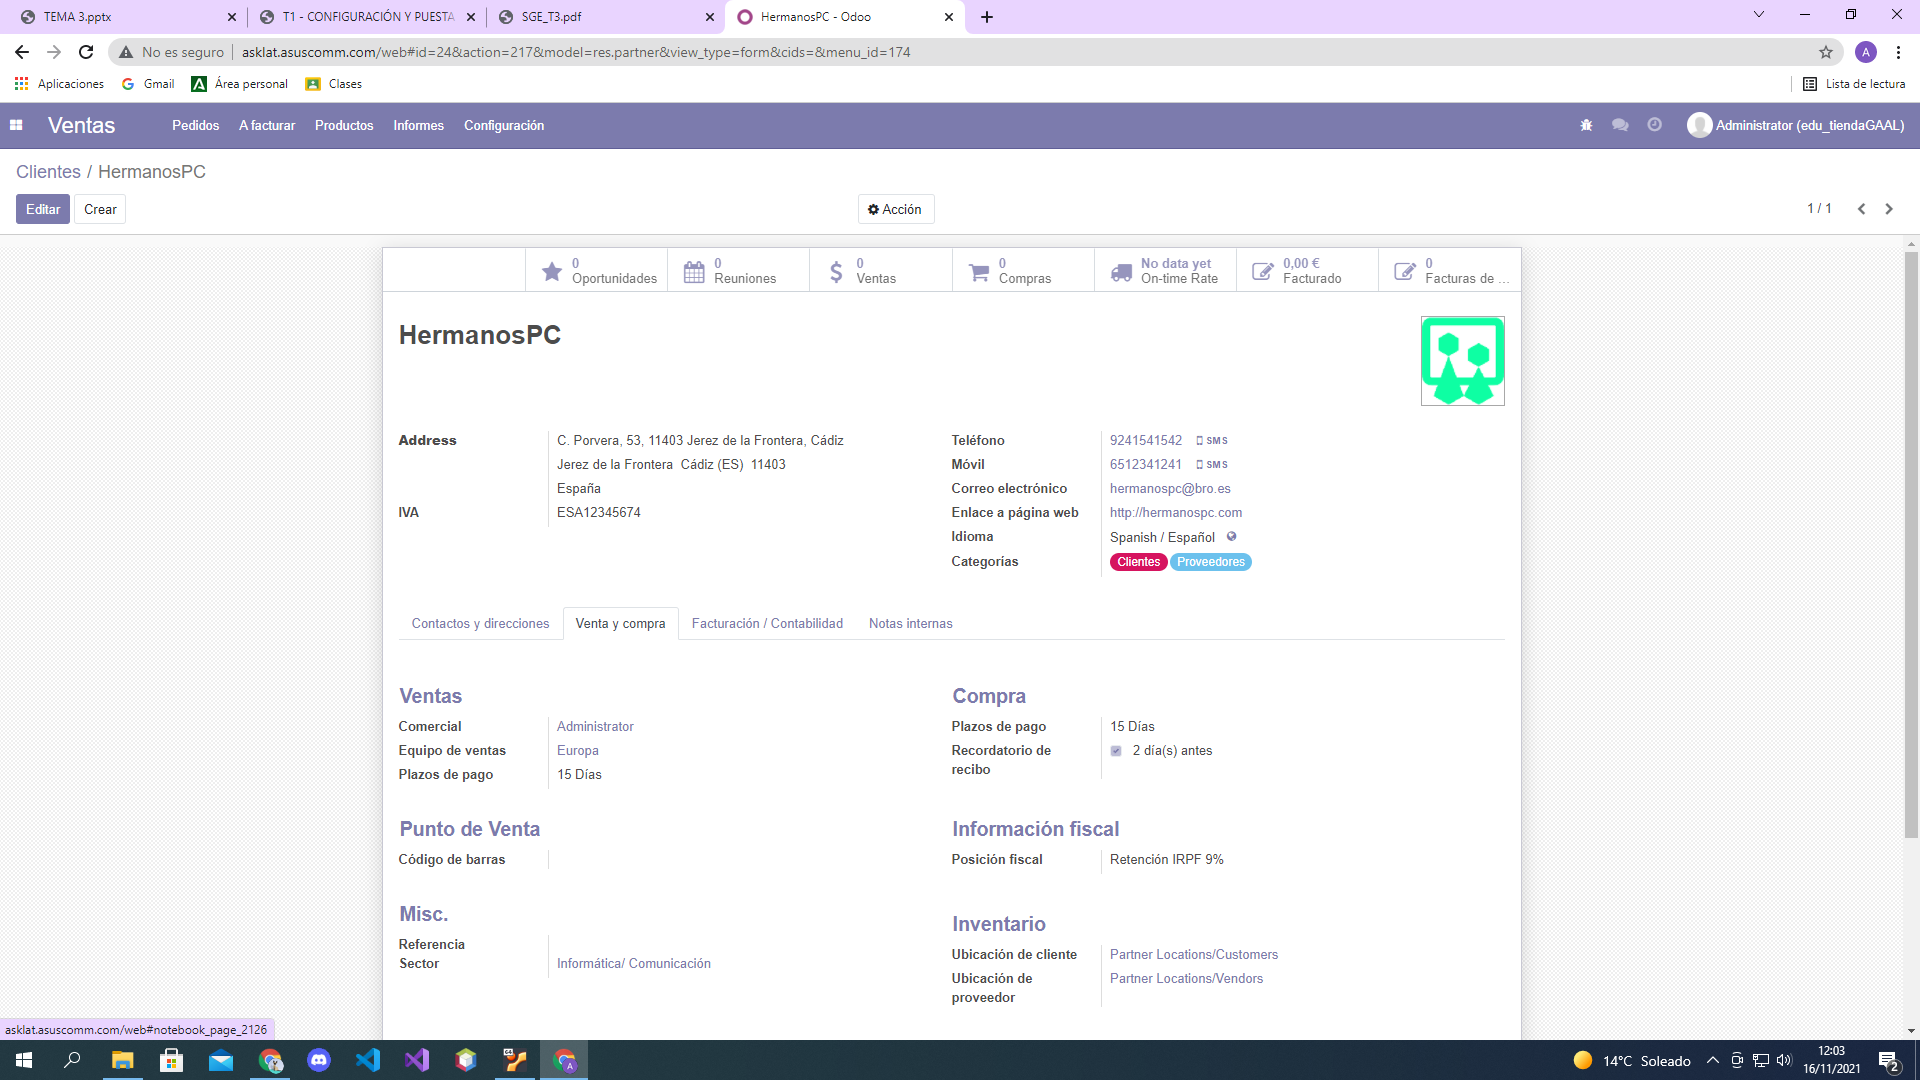 TEMA 3.pptx
T1 - CONFIGURACIÓN Y PUESTA
SGE_T3.pdf
HermanosPC - Odoo
No es seguro
asklat.asuscomm.com/web#id=24&action=217&model=res.partner&view_type=form&cids=&menu_id=174
A
Aplicaciones
Gmail
Área personal
Clases
Lista de lectura
Ventas
Pedidos
A facturar
Productos
Informes
Configuración
Administrator (edu_tiendaGAAL)
Clientes / HermanosPC
Editar
Crear
Acción
1 / 1
0
Oportunidades
0
Reuniones
0
Ventas
0
Compras
No data yet
On-time Rate
0,00 €
Facturado
0
Facturas de ...
HermanosPC
Address
C. Porvera, 53, 11403 Jerez de la Frontera, Cádiz
Jerez de la Frontera Cádiz (ES) 11403
España
IVA
ESA12345674
Teléfono
9241541542 SMS
Móvil
6512341241 SMS
Correo electrónico
hermanospc@bro.es
Enlace a página web
http://hermanospc.com
Idioma
Spanish / Español
Categorías
Clientes
Proveedores
Contactos y direcciones
Venta y compra
Facturación / Contabilidad
Notas internas
Ventas
Comercial
Administrator
Equipo de ventas
Europa
Plazos de pago
15 Días
Compra
Plazos de pago
15 Días
Recordatorio de
recibo
2 día(s) antes
Punto de Venta
Código de barras
Información fiscal
Posición fiscal
Retención IRPF 9%
Misc.
Referencia
Sector
Informática/ Comunicación
Inventario
Ubicación de cliente
Partner Locations/Customers
Ubicación de
proveedor
Partner Locations/Vendors
asklat.asuscomm.com/web#notebook_page_2126
14°C Soleado
12:03
16/11/2021
2